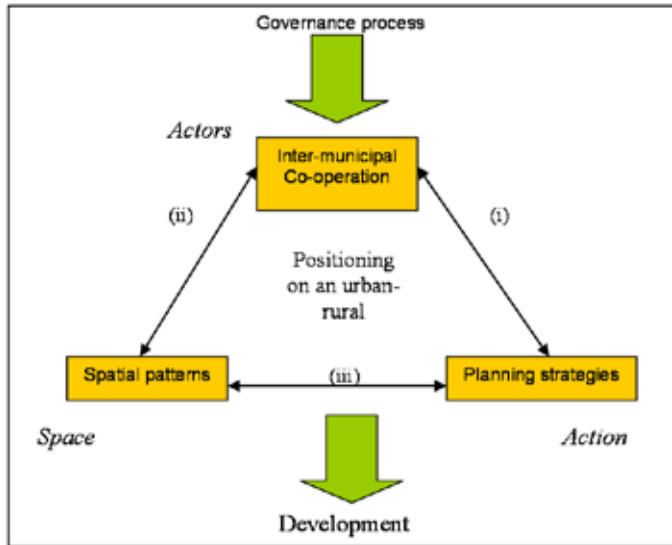 Governance process
Actors
Inter-municipal
Co-operation
(ii)
(i)
Positioning
on an urban-
rural
Spatial patterns
(iii)
Planning strategies
Space
Action
Development